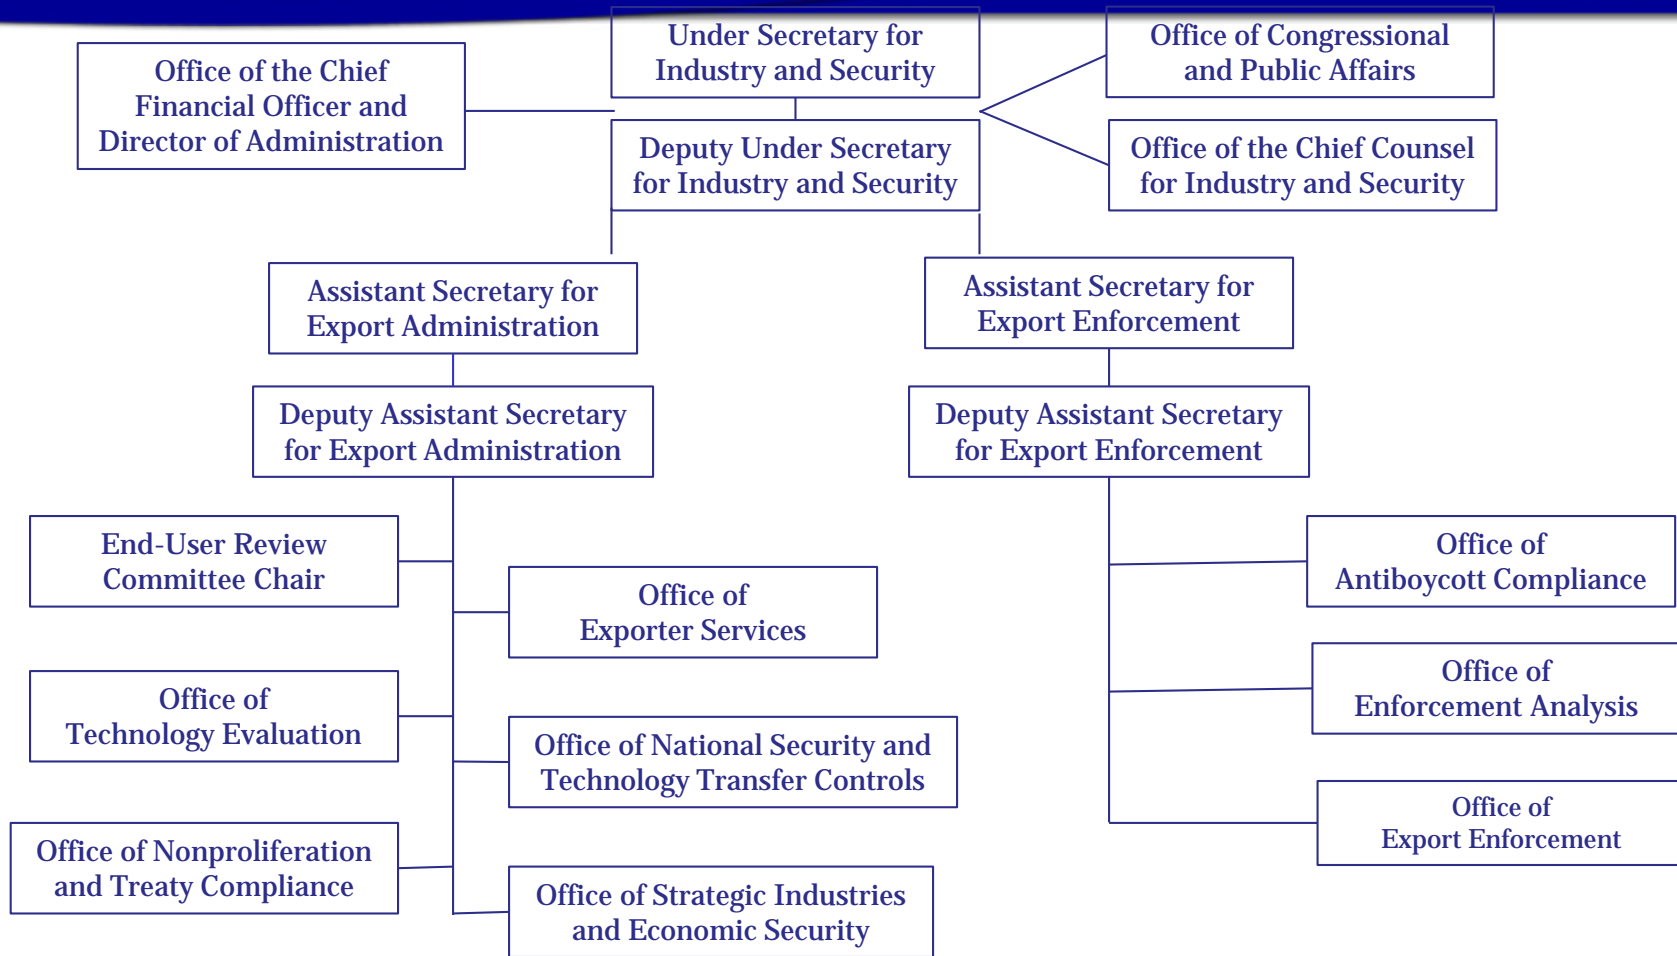 Under Secretary for
Industry and Security
Office of Congressional
and Public Affairs
Office of the Chief
Financial Officer and
Director of Administration
Deputy Under Secretary
for Industry and Security
Office of the Chief Counsel
for Industry and Security
Assistant Secretary for
Export Administration
Assistant Secretary for
Export Enforcement
Deputy Assistant Secretary
for Export Administration
Deputy Assistant Secretary
for Export Enforcement
End-User Review
Committee Chair
Office of
Exporter Services
Office of
Technology Evaluation
Office of National Security and
Technology Transfer Controls
Office of Nonproliferation
and Treaty Compliance
Office of Strategic Industries
and Economic Security
Office of
Antiboycott Compliance
Office of
Enforcement Analysis
Office of
Export Enforcement